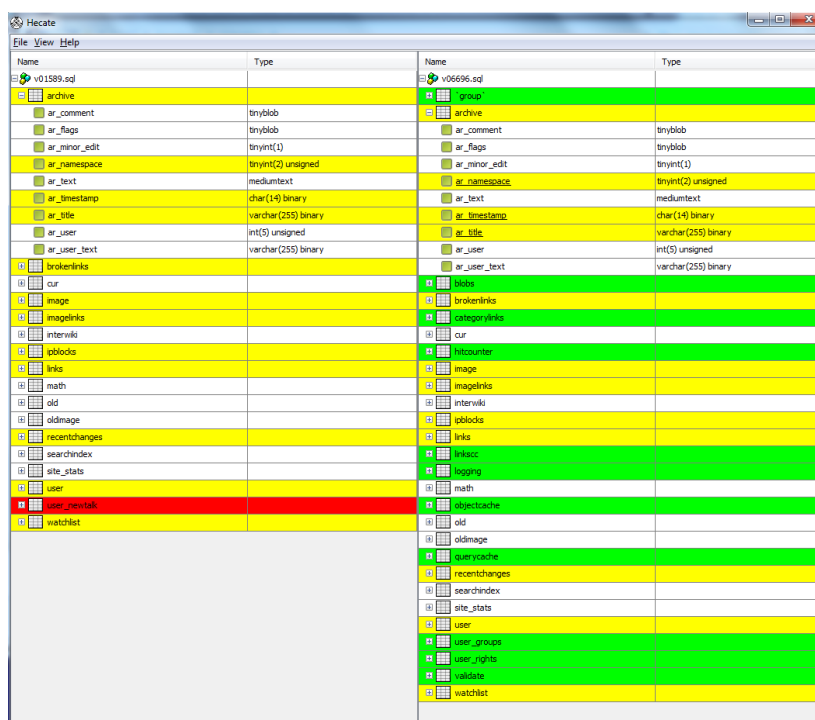 Hecate
File View Help
Name Type
v01589.sql
archive
ar_comment tinyblob
ar_flags tinyblob
ar_minor_edit tinyint(1)
ar_namespace tinyint(2) unsigned
ar_text mediumtext
ar_timestamp char(14) binary
ar_title varchar(255) binary
ar_user int(5) unsigned
ar_user_text varchar(255) binary
brokenlinks
cur
image
imagelinks
interwiki
ipblocks
links
math
old
oldimage
recentchanges
searchindex
site_stats
user
user_newtalk
watchlist
Name Type
v06696.sql
`group`
archive
ar_comment tinyblob
ar_flags tinyblob
ar_minor_edit tinyint(1)
ar_namespace tinyint(2) unsigned
ar_text mediumtext
ar_timestamp char(14) binary
ar_title varchar(255) binary
ar_user int(5) unsigned
ar_user_text varchar(255) binary
blobs
brokenlinks
categorylinks
cur
hitcounter
image
imagelinks
interwiki
ipblocks
links
linkscc
logging
math
objectcache
old
oldimage
querycache
recentchanges
searchindex
site_stats
user
user_groups
user_rights
validate
watchlist